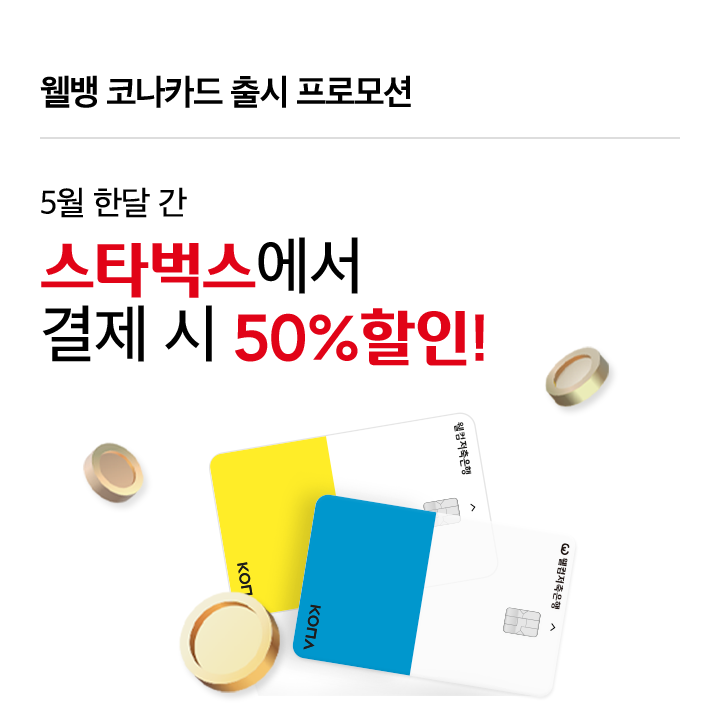 웰뱅 코나카드 출시 프로모션
5월 한달 간
스타벅스에서
결제 시 50%할인!
웰컴저축은행
KONA
웰컴저축은행
KONA